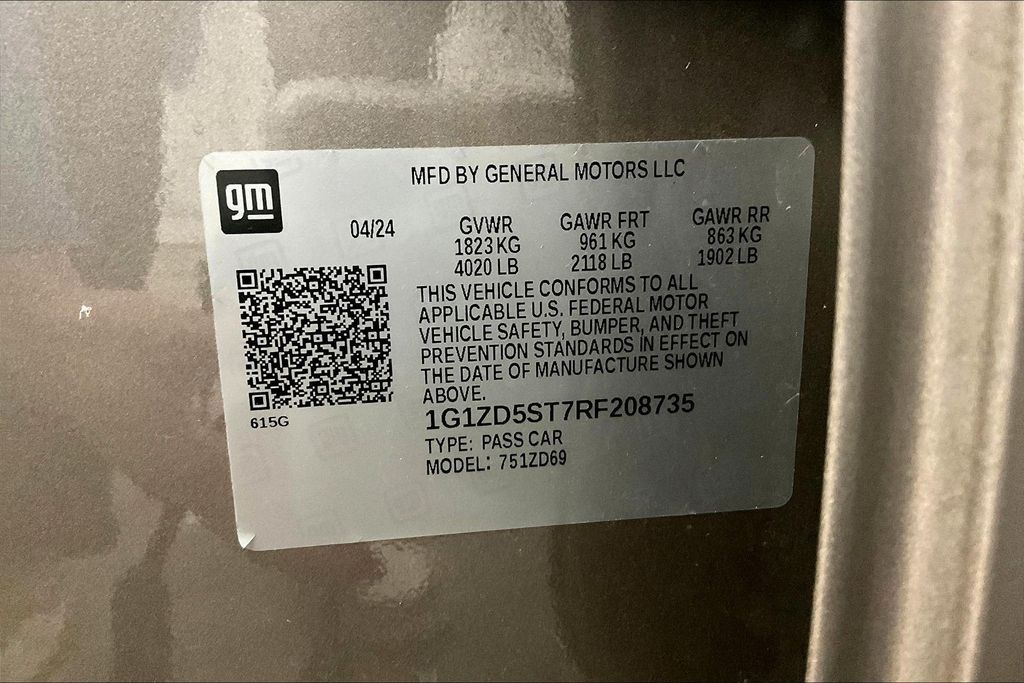 gm
MFD BY GENERAL MOTORS LLC
04/24
GVWR GAWR FRT GAWR RR
1823 KG 961 KG 863 KG
4020 LB 2118 LB 1902 LB
THIS VEHICLE CONFORMS TO ALL
APPLICABLE U.S. FEDERAL MOTOR
VEHICLE SAFETY, BUMPER, AND THEFT
PREVENTION STANDARDS IN EFFECT ON
THE DATE OF MANUFACTURE SHOWN
ABOVE.
615G
1G1ZD5ST7RF208735
TYPE: PASS CAR
MODEL: 751ZD69